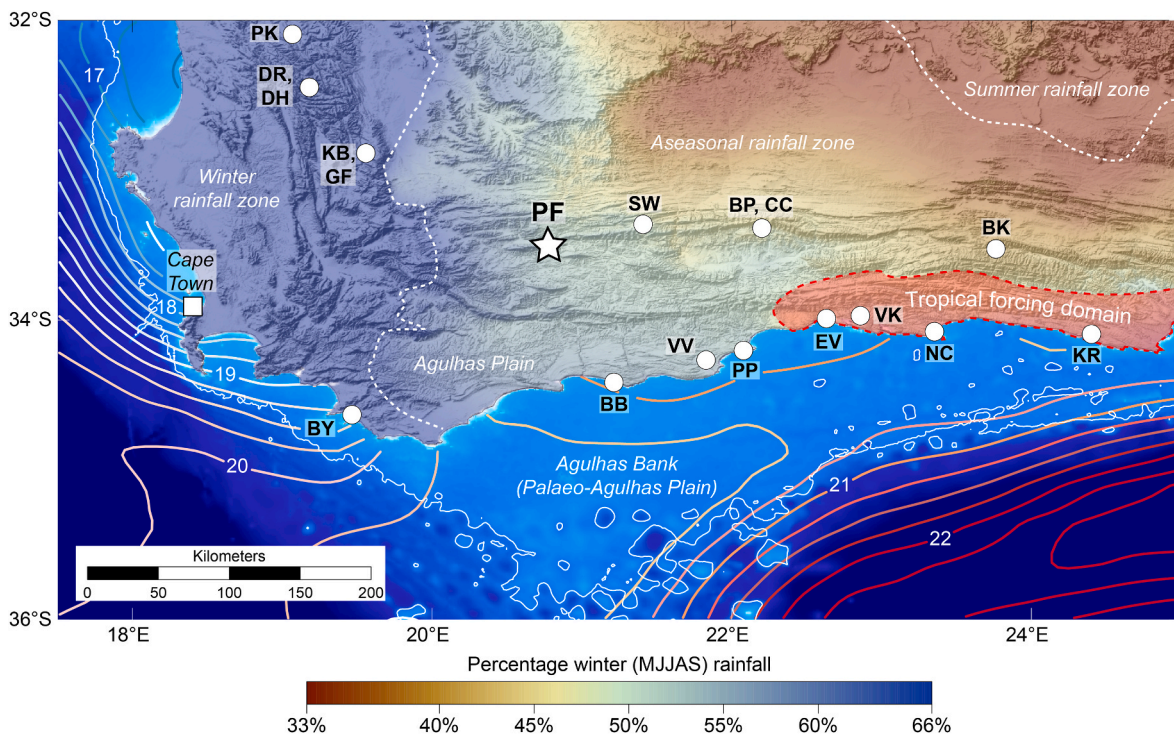 32°S
34°S
36°S
17
PK
DR,
DH
KB,
GF
Winter
rainfall zone
Summer rainfall zone
Aseasonal rainfall zone
PF
SW
BP, CC
BK
Cape
Town
18
19
Tropical forcing domain
VK
EV
NC
KR
VV
PP
BB
Agulhas Plain
BY
20
Agulhas Bank
(Palaeo-Agulhas Plain)
21
22
Kilometers
0 50 100 150 200
18°E 20°E 22°E 24°E
Percentage winter (MJJAS) rainfall
33% 40% 45% 50% 55% 60% 66%